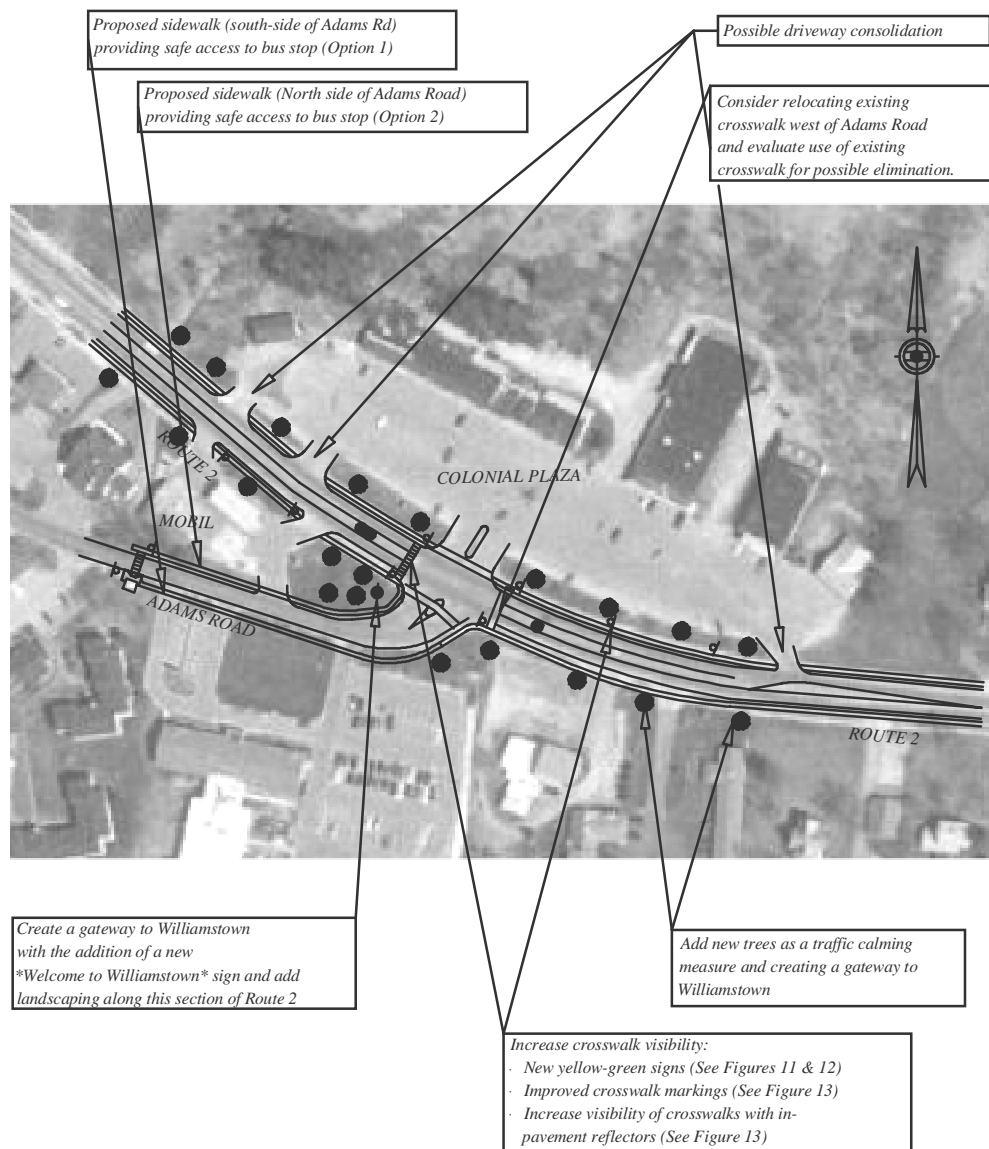 Proposed sidewalk (south-side of Adams Rd)
providing safe access to bus stop (Option 1)
Possible driveway consolidation
Proposed sidewalk (North side of Adams Road)
providing safe access to bus stop (Option 2)
Consider relocating existing
crosswalk west of Adams Road
and evaluate use of existing
crosswalk for possible elimination.
ROUTE 2
COLONIAL PLAZA
MOBIL
ADAMS ROAD
ROUTE 2
Create a gateway to Williamstown
with the addition of a new
*Welcome to Williamstown* sign and add
landscaping along this section of Route 2
Add new trees as a traffic calming
measure and creating a gateway to
Williamstown
Increase crosswalk visibility:
· New yellow-green signs (See Figures 11 & 12)
· Improved crosswalk markings (See Figure 13)
· Increase visibility of crosswalks with in-
pavement reflectors (See Figure 13)